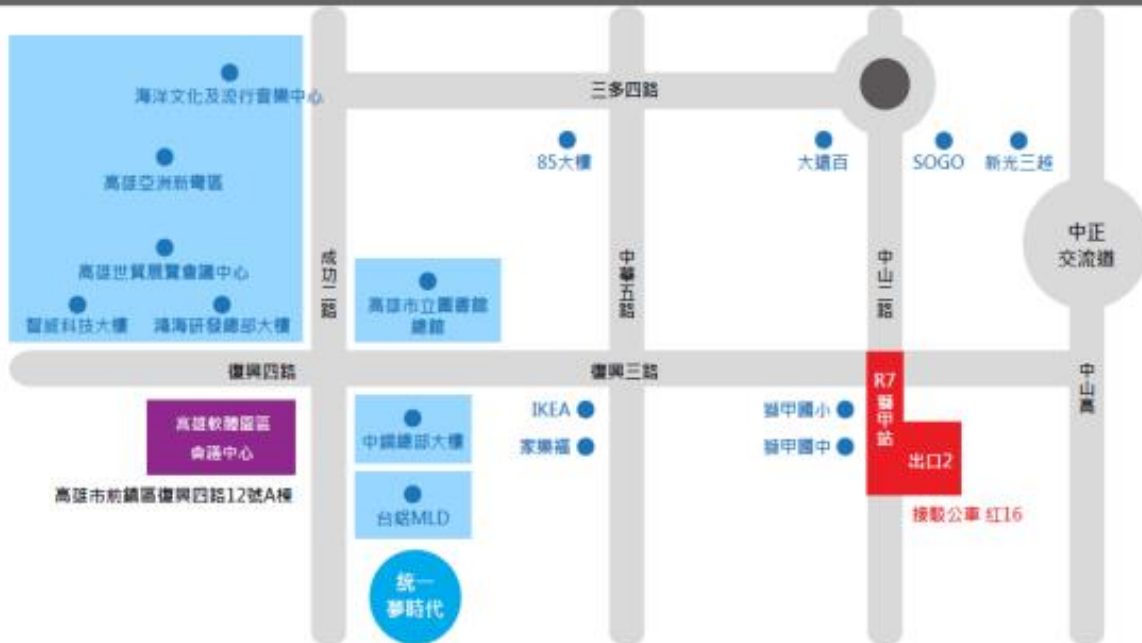 海洋文化及流行音樂中心
三多四路
高雄亞洲新灣區
85大樓
大遠百
SOGO
新光三越
中正
交流道
高雄世貿展覽會議中心
智崴科技大樓
鴻海研發總部大樓
成功二路
高雄市立圖書館
總館
中華五路
中山二路
復興四路
復興三路
中山高
高雄軟體園區
會議中心
高雄市前鎮區復興四路12號A棟
中鋼總部大樓
台鋁MLD
統一
夢時代
IKEA
家樂福
獅甲國小
獅甲國中
R7
獅甲站
出口2
接駁公車 紅16